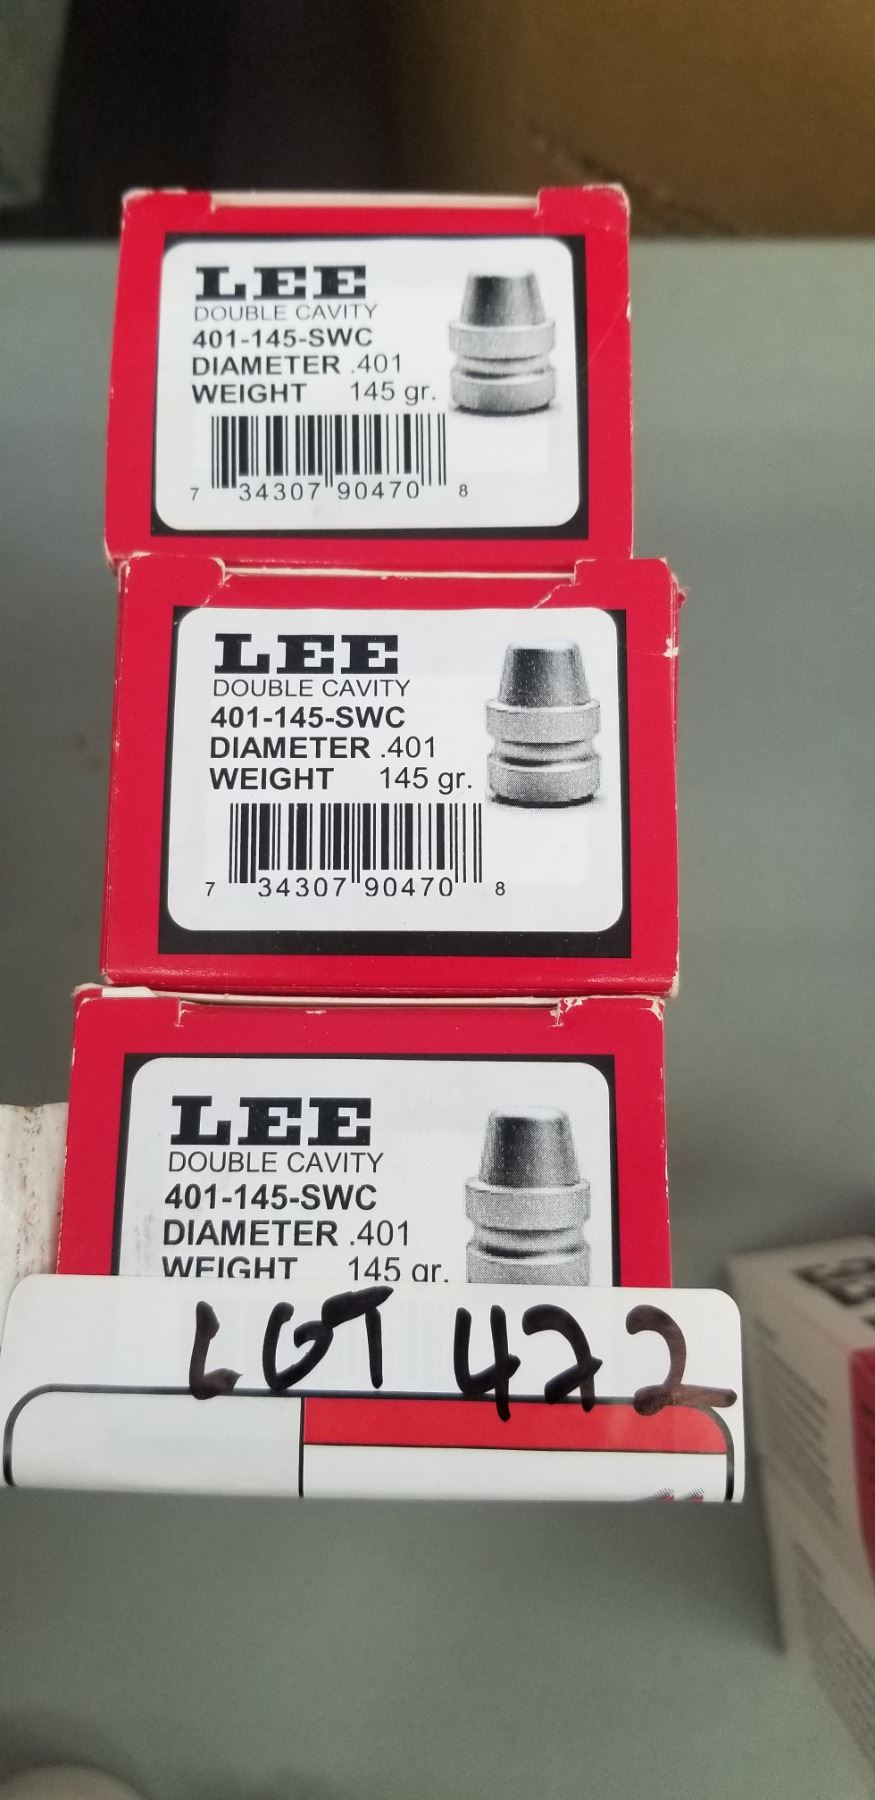 LEE
DOUBLE CAVITY
401-145-SWC
DIAMETER .401
WEIGHT 145 gr.
7 34307 90470 8
LEE
DOUBLE CAVITY
401-145-SWC
DIAMETER .401
WEIGHT 145 gr.
7 34307 90470 8
LEE
DOUBLE CAVITY
401-145-SWC
DIAMETER .401
WEIGHT 145 gr.
LOT 422